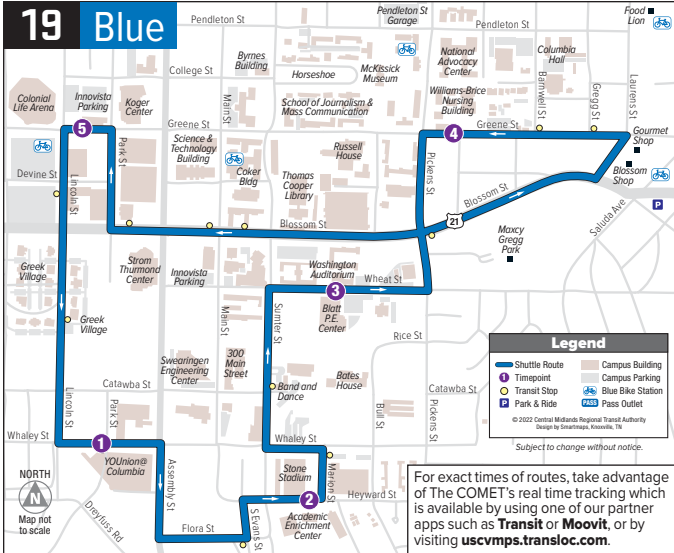 19 Blue
Pendleton St
Pendleton St
Garage
Pendleton St
Food
Lion
Byrnes
Building
Horseshoe
McKissick
Museum
National
Advocacy
Center
Columbia
Hall
College St
Colonial
Life Arena
Innovista
Parking
Koger
Center
Main St
School of Journalism &
Mass Communication
Williams-Brice
Nursing
Building
Barnwell St
Gregg St
Laurens St
5
Greene St
4
Greene St
Gourmet
Shop
Park St
Science &
Technology
Building
Coker
Bldg
Russell
House
Thomas
Cooper
Library
Pickens St
Blossom
Shop
Devine St
Lincoln St
Blossom St
Blossom St
21
Saluda Ave
P
Maxcy
Gregg
Park
Greek
Village
Strom
Thurmond
Center
Innovista
Parking
Washington
Auditorium
Wheat St
3
Blatt
P.E.
Center
Greek
Village
Main St
Sumter St
Rice St
Swearingen
Engineering
Center
300
Main
Street
Band and
Dance
Bates
House
Catawba St
Catawba St
Lincoln St
Park St
Bull St
Pickens St
Whaley St
1
Whaley St
YOUnion@
Columbia
Assembly St
Stone
Stadium
Marion St
2
Heyward St
Academic
Enrichment
Center
Dreyfuss Rd
Flora St
S Evans St
NORTH
N
Map not
to scale
Legend
Shuttle Route
1 Timepoint
Transit Stop
P Park & Ride
Campus Building
Campus Parking
Blue Bike Station
PASS Pass Outlet
© 2022 Central Midlands Regional Transit Authority
Design by Smartmaps, Knoxville, TN
Subject to change without notice.
For exact times of routes, take advantage
of The COMET's real time tracking which
is available by using one of our partner
apps such as Transit or Moovit, or by
visiting uscvmps.transloc.com.